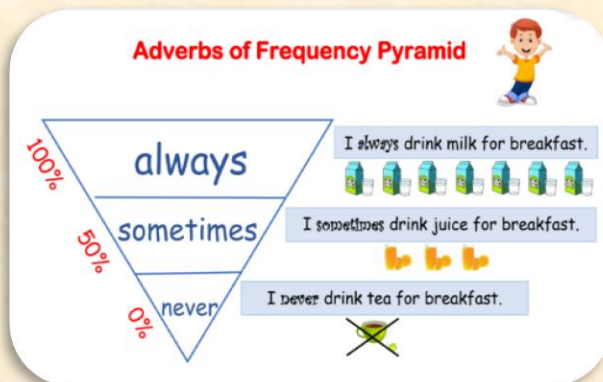 Adverbs of Frequency Pyramid
100%
always
I always drink milk for breakfast.
50%
sometimes
I sometimes drink juice for breakfast.
0%
never
I never drink tea for breakfast.